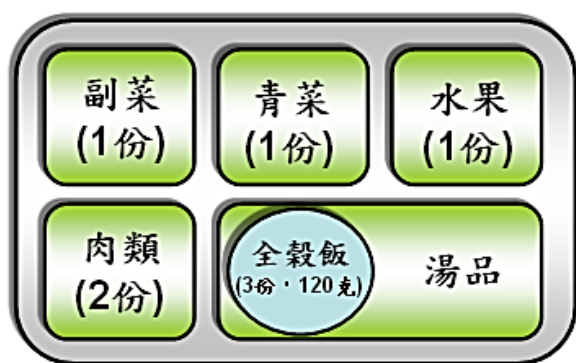 副菜
(1份)
青菜
(1份)
水果
(1份)
肉類
(2份)
全穀飯
(3份，120克)
湯品